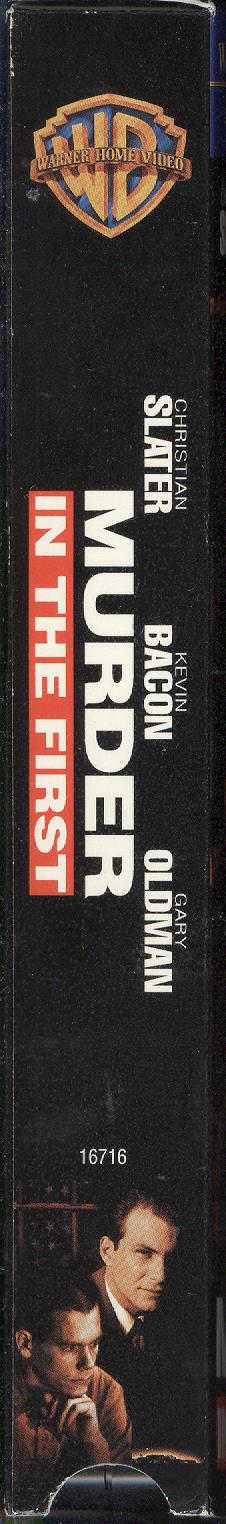 WB
WARNER HOME VIDEO
CHRISTIAN
SLATER
KEVIN
BACON
GARY
OLDMAN
MURDER
IN THE FIRST
16716